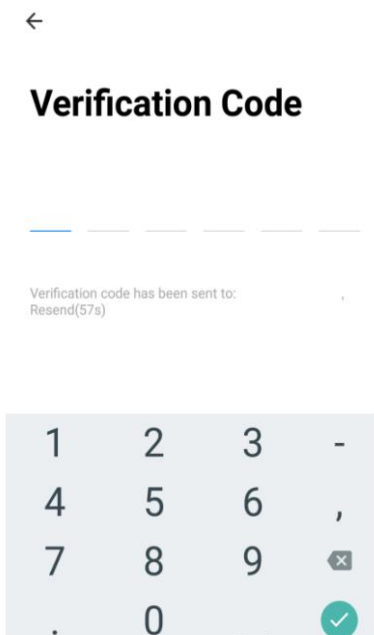 Verification Code
Verification code has been sent to: ,
Resend(57s)
1 2 3 -
4 5 6 ,
7 8 9
. 0